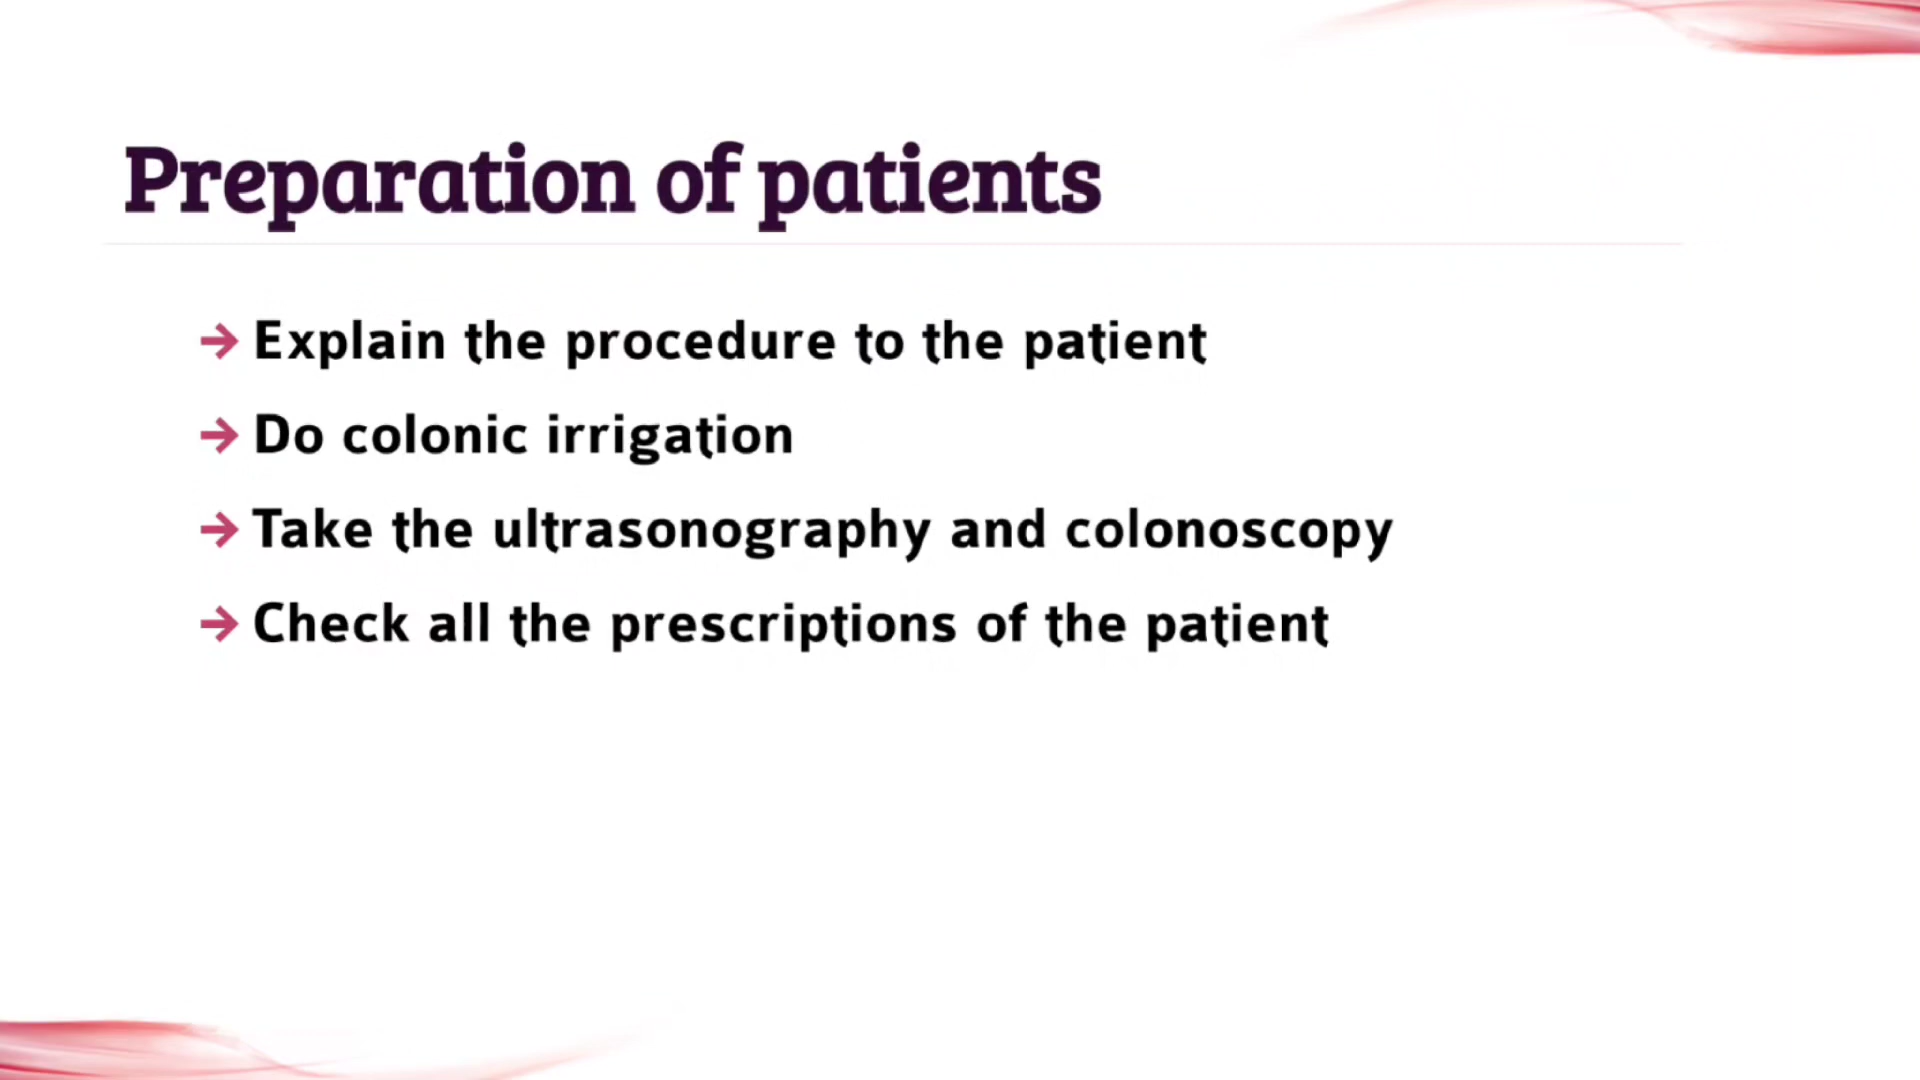 Preparation of patients
→ Explain the procedure to the patient
→ Do colonic irrigation
→ Take the ultrasonography and colonoscopy
→ Check all the prescriptions of the patient